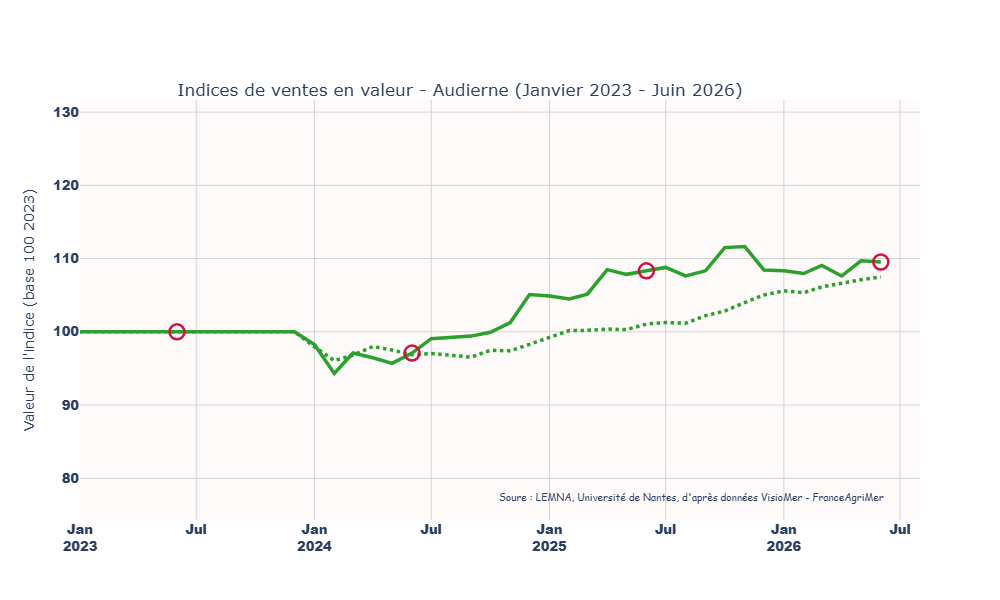 Indices de ventes en valeur - Audierne (Janvier 2023 - Juin 2026)
Valeur de l'Indice (base 100 2023)
130
120
110
100
90
80
Soure : LEMNA, Université de Nantes, d'après données VisioMer - FranceAgriMer
Jan Jul Jan Jul Jan Jul Jan Jul
2023 2024 2025 2026